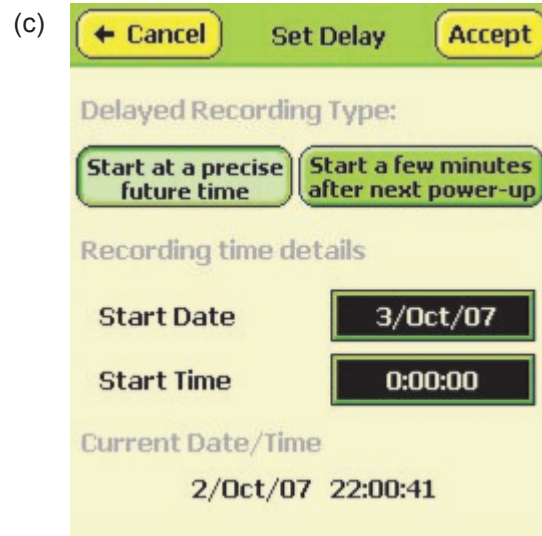 (c)
← Cancel Set Delay Accept
Delayed Recording Type:
Start at a precise future time
Start a few minutes after next power-up
Recording time details
Start Date 3/Oct/07
Start Time 0:00:00
Current Date/Time
2/Oct/07 22:00:41